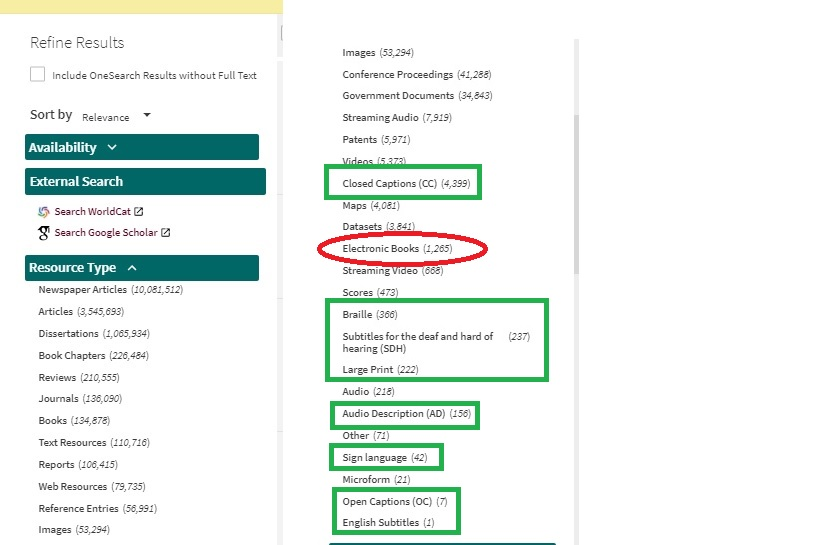 Refine Results
Include OneSearch Results without Full Text
Sort by Relevance
Availability
External Search
Search WorldCat
Search Google Scholar
Resource Type
Newspaper Articles (10,081,512)
Articles (3,545,693)
Dissertations (1,065,934)
Book Chapters (226,484)
Reviews (210,555)
Journals (136,090)
Books (134,878)
Text Resources (110,716)
Reports (106,415)
Web Resources (79,735)
Reference Entries (56,991)
Images (53,294)
Images (53,294)
Conference Proceedings (41,288)
Government Documents (34,843)
Streaming Audio (7,919)
Patents (5,971)
Videos (5,373)
Closed Captions (CC) (4,399)
Maps (4,081)
Datasets (3,841)
Electronic Books (1,265)
Streaming Video (668)
Scores (473)
Braille (366)
Subtitles for the deaf and hard of (237)
hearing (SDH)
Large Print (222)
Audio (218)
Audio Description (AD) (156)
Other (71)
Sign language (42)
Microform (21)
Open Captions (OC) (7)
English Subtitles (1)